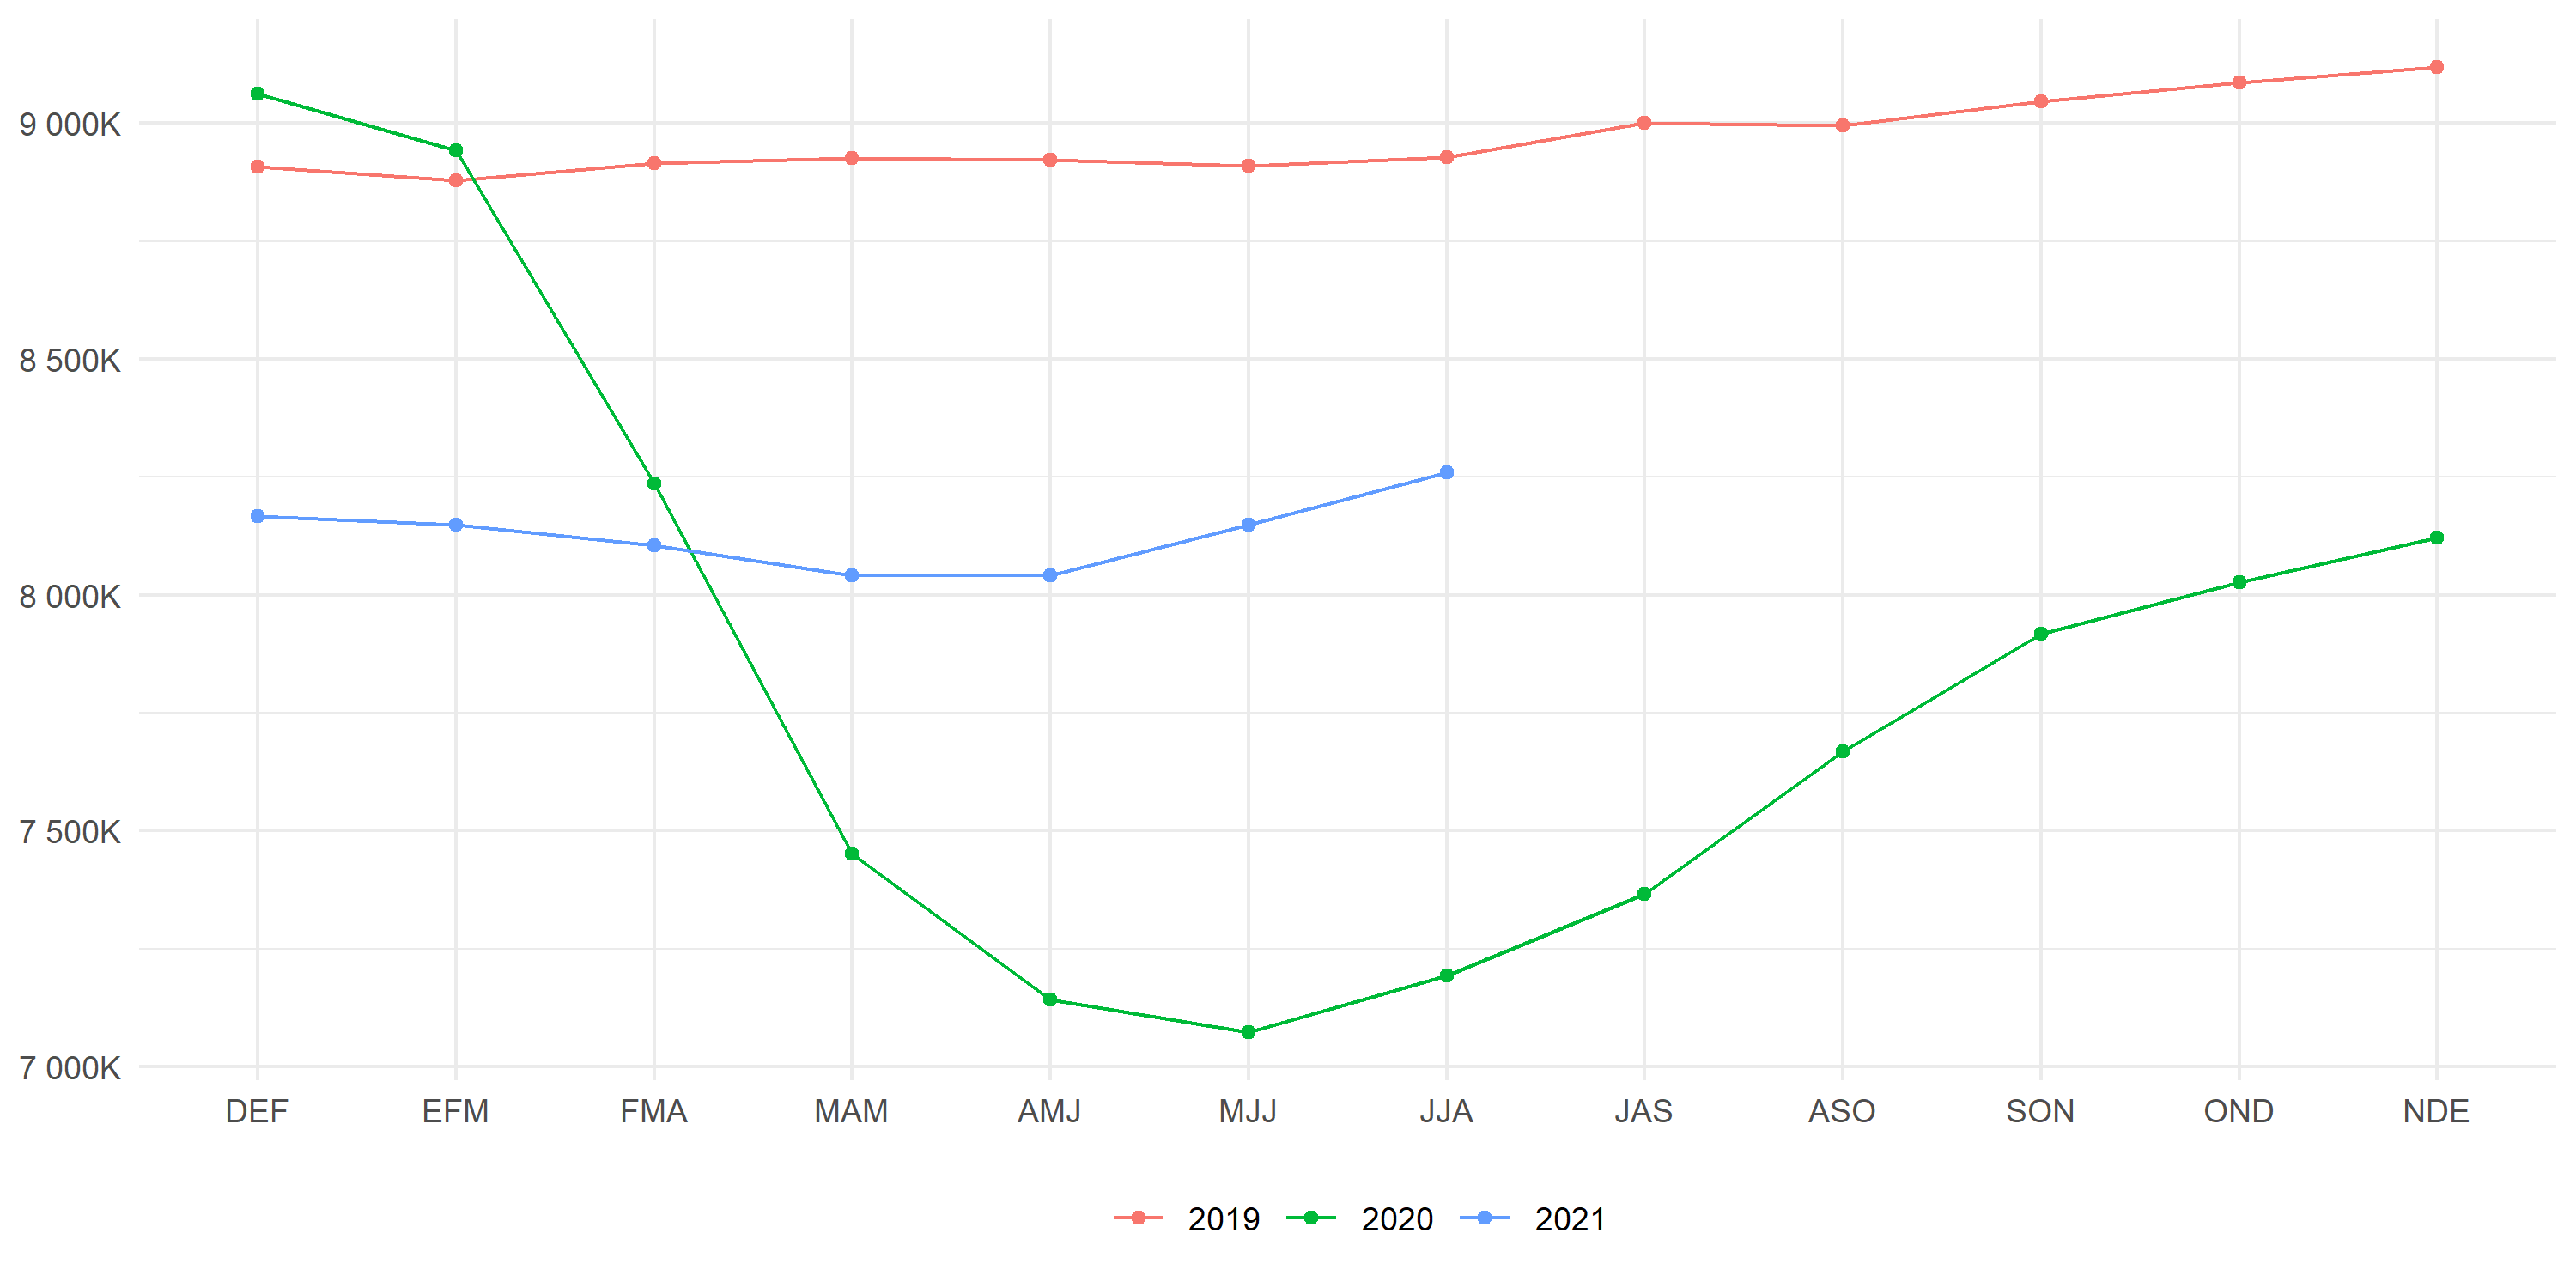 9 000K
8 500K
8 000K
7 500K
7 000K
DEF EFM FMA MAM AMJ MJJ JJA JAS ASO SON OND NDE
2019 2020 2021